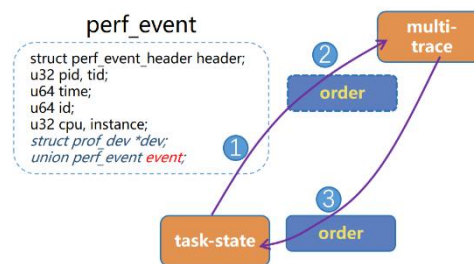 perf_event
struct perf_event_header header;
u32 pid, tid;
u64 time;
u64 id;
u32 cpu, instance;
struct prof_dev *dev;
union perf_event event;
multi-
trace
2
order
1
3
task-state
order